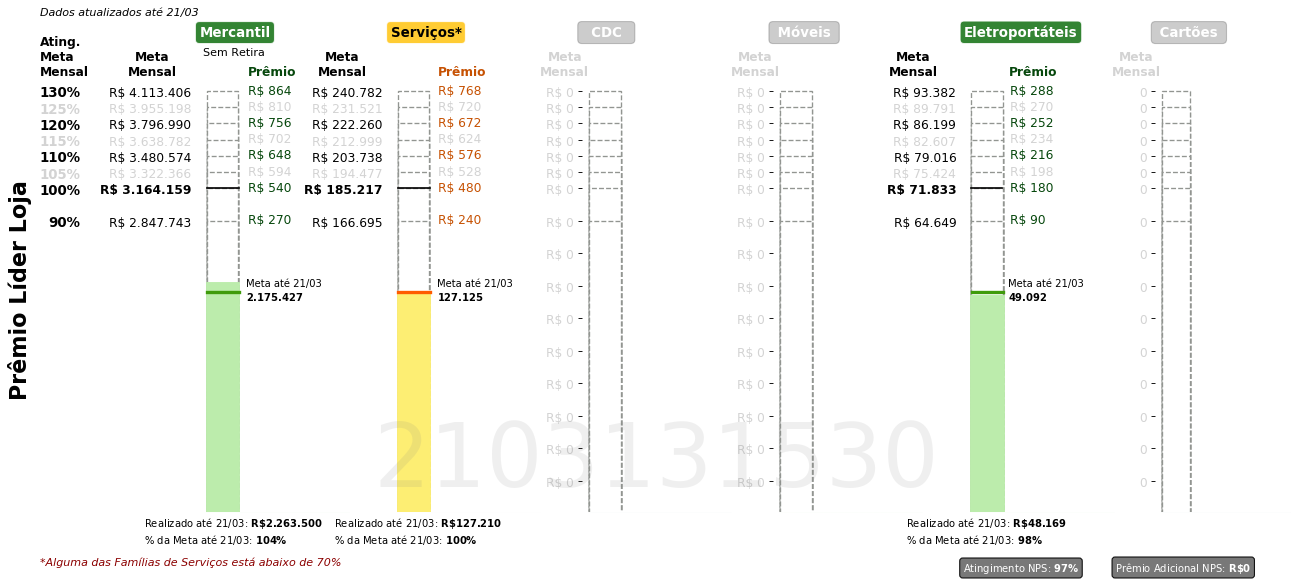 Dados atualizados até 21/03
Mercantil Serviços* CDC Móveis Eletroportáteis Cartões
Sem Retira
Ating. Meta Mensal Meta Mensal Prêmio Meta Mensal Prêmio Meta Mensal Meta Mensal Meta Mensal Prêmio Meta Mensal
130% R$ 4.113.406 R$ 864 R$ 240.782 R$ 768 R$ 0 R$ 0 R$ 93.382 R$ 288 0
125% R$ 3.955.198 R$ 810 R$ 231.521 R$ 720 R$ 0 R$ 0 R$ 89.791 R$ 270 0
120% R$ 3.796.990 R$ 756 R$ 222.260 R$ 672 R$ 0 R$ 0 R$ 86.199 R$ 252 0
115% R$ 3.638.782 R$ 702 R$ 212.999 R$ 624 R$ 0 R$ 0 R$ 82.607 R$ 234 0
110% R$ 3.480.574 R$ 648 R$ 203.738 R$ 576 R$ 0 R$ 0 R$ 79.016 R$ 216 0
105% R$ 3.322.366 R$ 594 R$ 194.477 R$ 528 R$ 0 R$ 0 R$ 75.424 R$ 198 0
100% R$ 3.164.159 R$ 540 R$ 185.217 R$ 480 R$ 0 R$ 0 R$ 71.833 R$ 180 0
90% R$ 2.847.743 R$ 270 R$ 166.695 R$ 240 R$ 0 R$ 0 R$ 64.649 R$ 90 0
R$ 0 R$ 0 0
Meta até 21/03 Meta até 21/03 R$ 0 R$ 0 Meta até 21/03 0
2.175.427 127.125 49.092
R$ 0 R$ 0 0
R$ 0 R$ 0 0
R$ 0 R$ 0 0
R$ 0 R$ 0 0
R$ 0 R$ 0 0
R$ 0 R$ 0 0
Prêmio Líder Loja
2103131530
Realizado até 21/03: R$2.263.500 Realizado até 21/03: R$127.210 Realizado até 21/03: R$48.169
% da Meta até 21/03: 104% % da Meta até 21/03: 100% % da Meta até 21/03: 98%
*Alguma das Famílias de Serviços está abaixo de 70%
Atingimento NPS: 97% Prêmio Adicional NPS: R$0